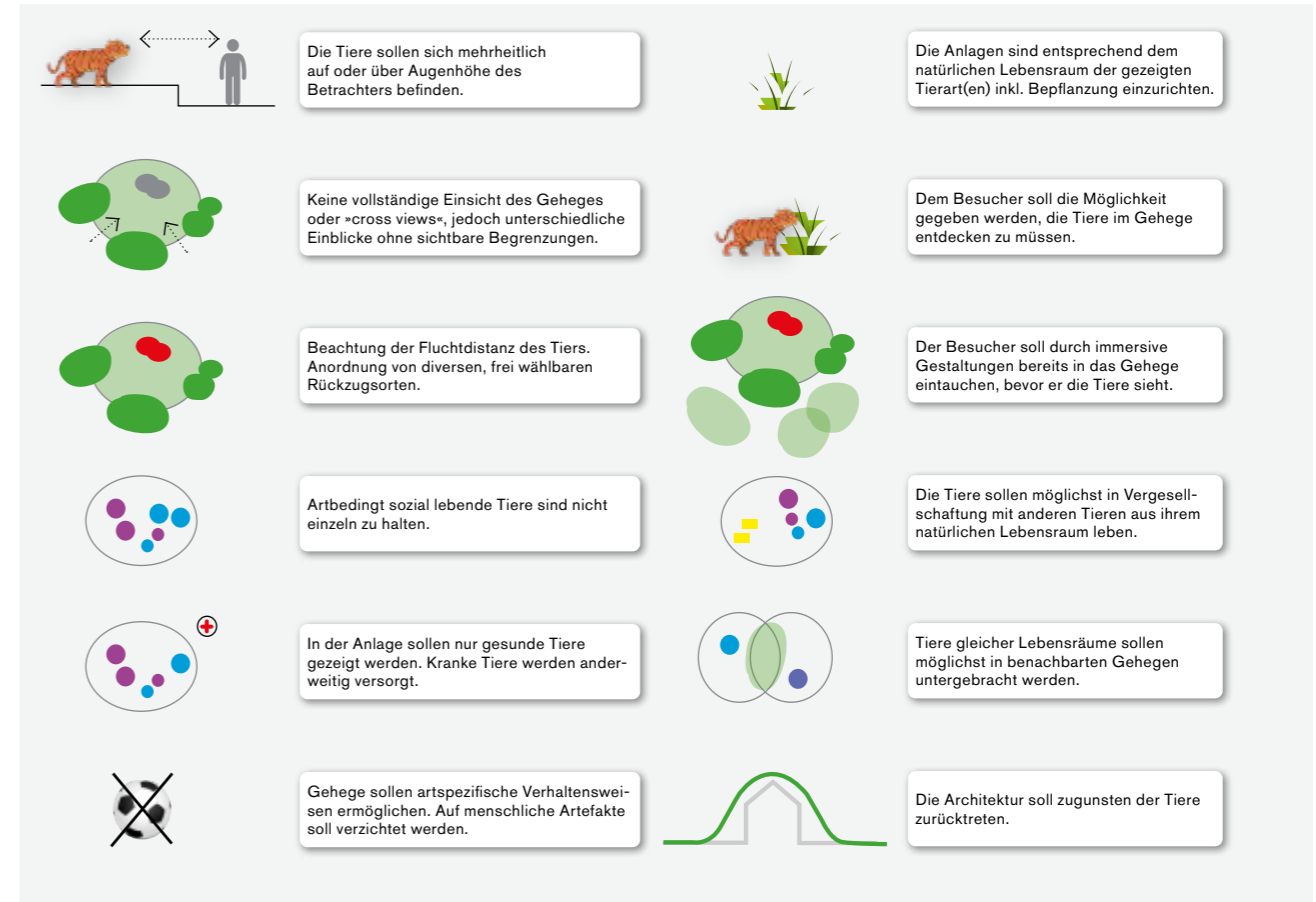 Die Tiere sollen sich mehrheitlich
auf oder über Augenhöhe des
Betrachters befinden.
Die Anlagen sind entsprechend dem
natürlichen Lebensraum der gezeigten
Tierart(en) inkl. Bepflanzung einzurichten.
Keine vollständige Einsicht des Geheges
oder »cross views«, jedoch unterschiedliche
Einblicke ohne sichtbare Begrenzungen.
Dem Besucher soll die Möglichkeit
gegeben werden, die Tiere im Gehege
entdecken zu müssen.
Beachtung der Fluchtdistanz des Tiers.
Anordnung von diversen, frei wählbaren
Rückzugsorten.
Der Besucher soll durch immersive
Gestaltungen bereits in das Gehege
eintauchen, bevor er die Tiere sieht.
Artbedingt sozial lebende Tiere sind nicht
einzeln zu halten.
Die Tiere sollen möglichst in Vergesell-
schaftung mit anderen Tieren aus ihrem
natürlichen Lebensraum leben.
In der Anlage sollen nur gesunde Tiere
gezeigt werden. Kranke Tiere werden ander-
weitig versorgt.
Tiere gleicher Lebensräume sollen
möglichst in benachbarten Gehegen
untergebracht werden.
Gehege sollen artspezifische Verhaltenswei-
sen ermöglichen. Auf menschliche Artefakte
soll verzichtet werden.
Die Architektur soll zugunsten der Tiere
zurücktreten.